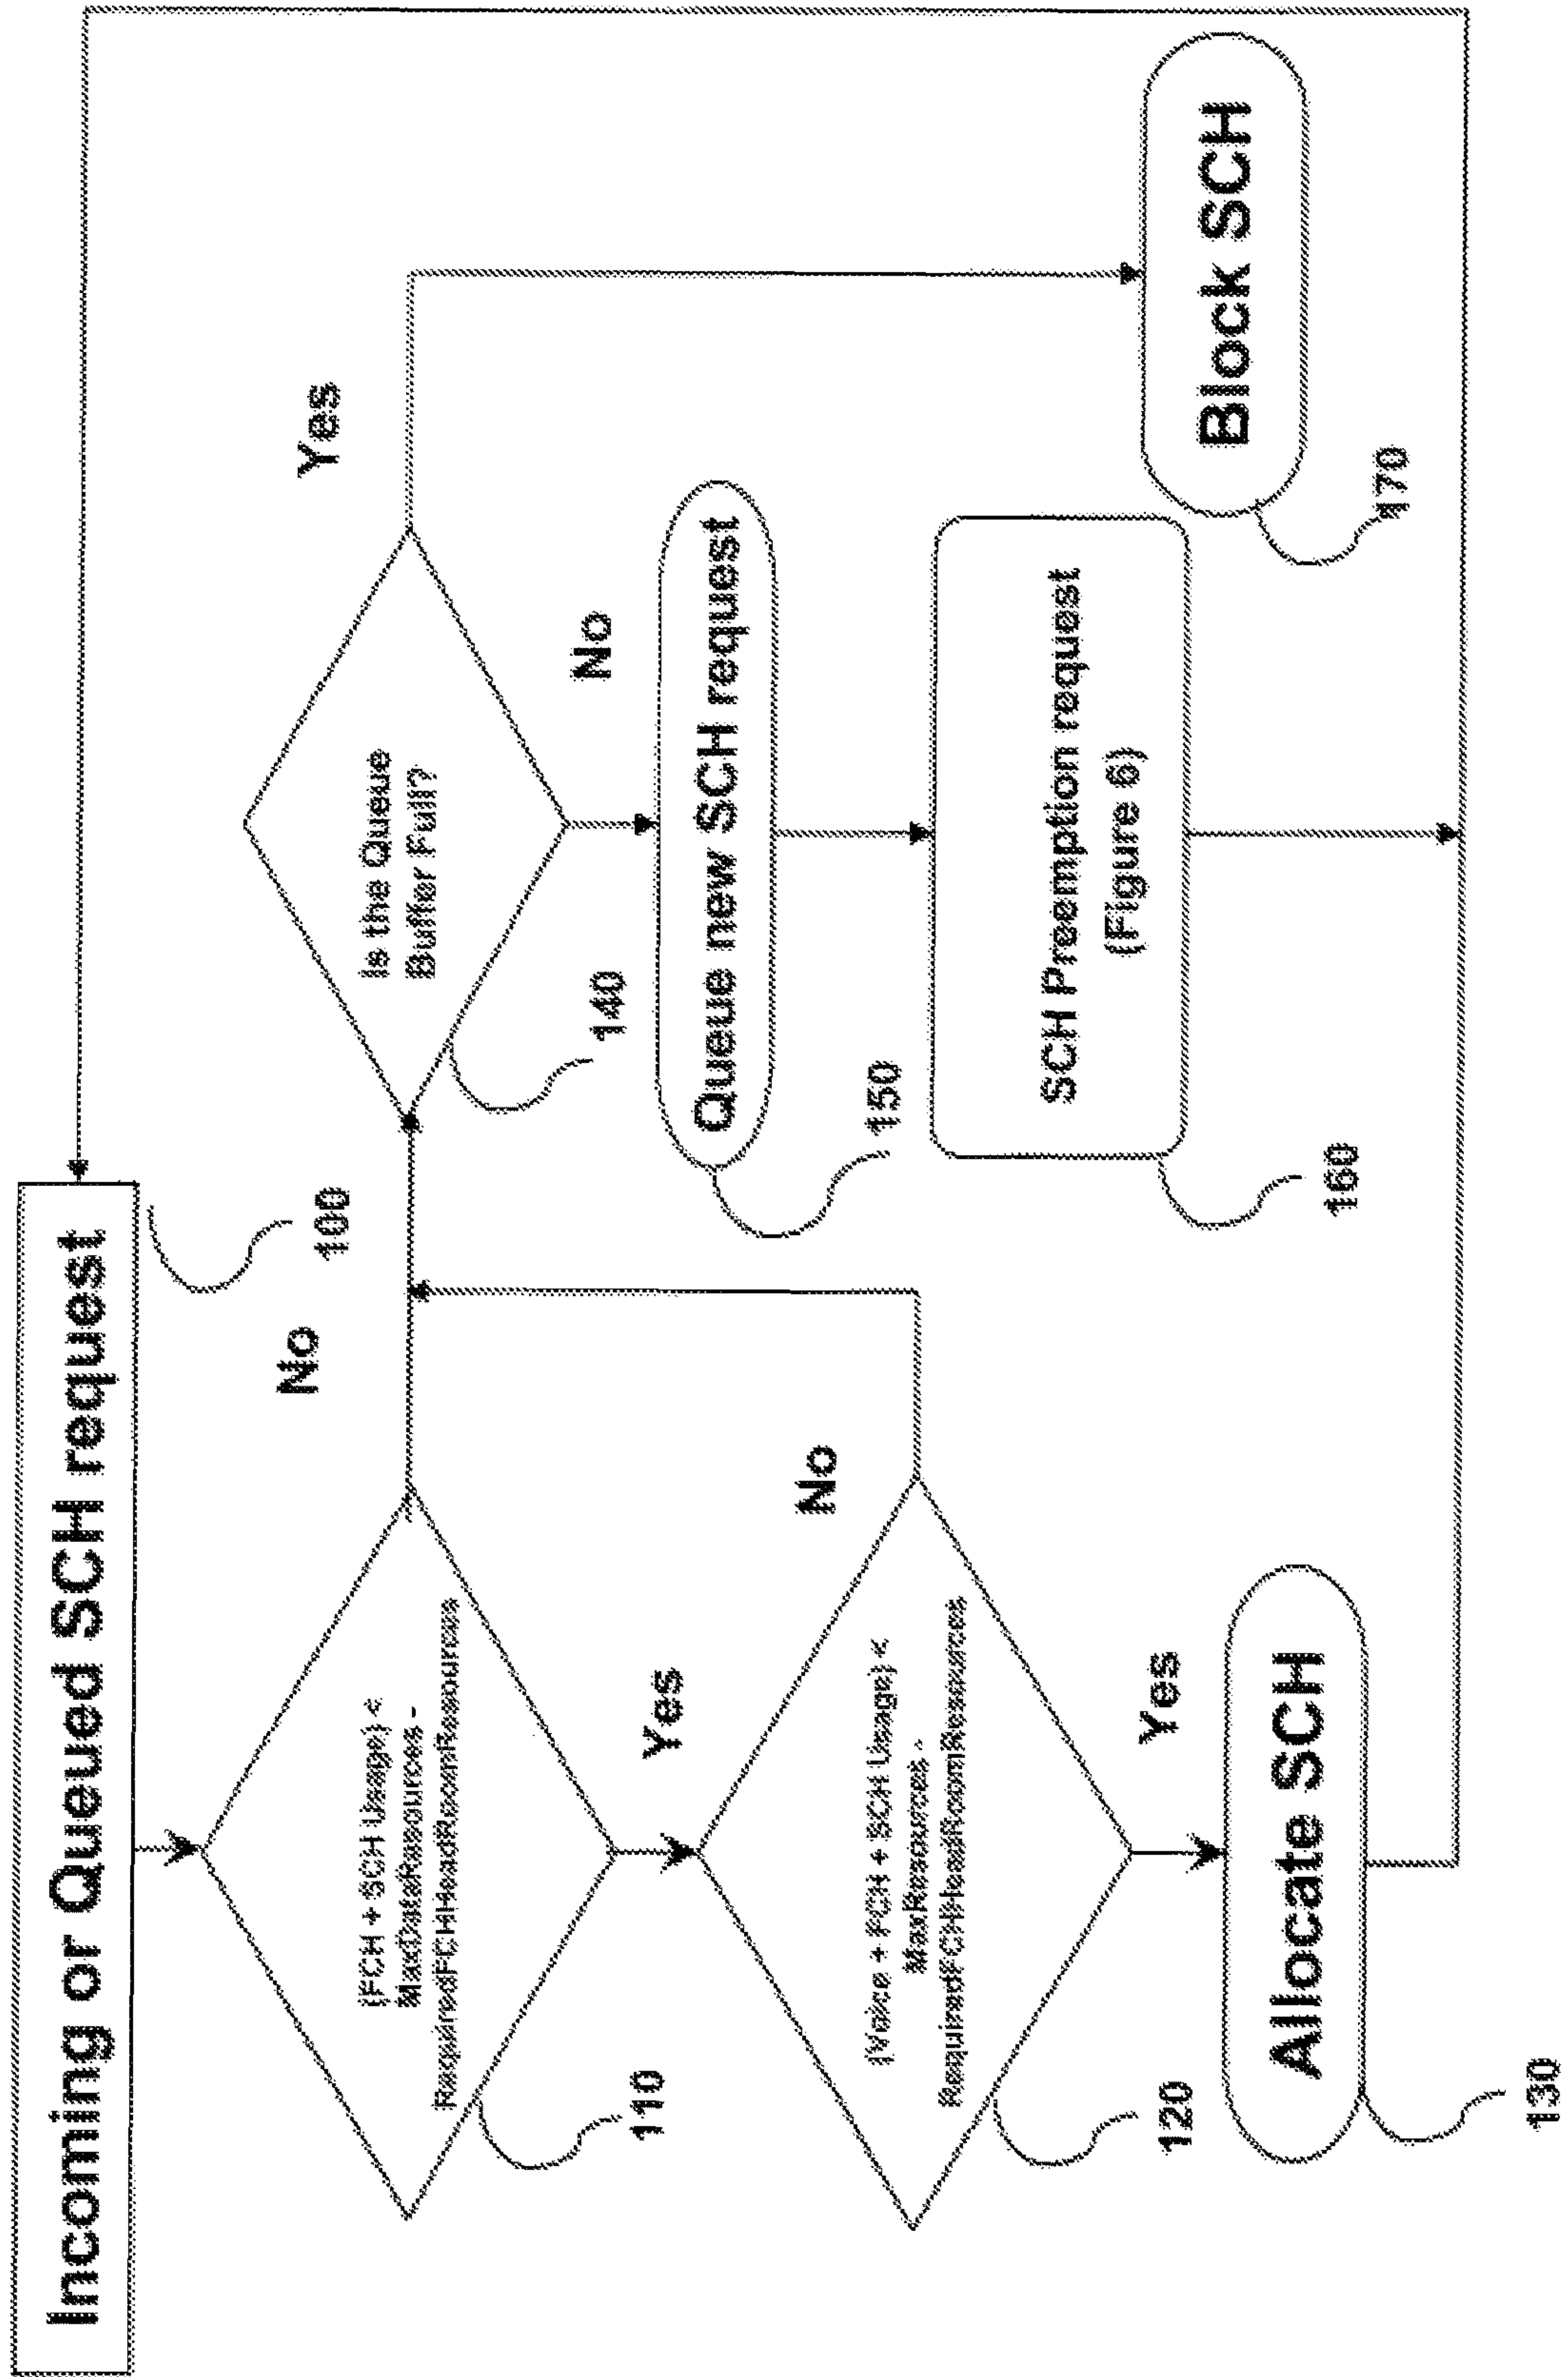 Incoming or Queued SCH request
100
(FCH + SCH Usage) <
MaxDataResources -
RequiredFCHHeadRoomResources
110
No
Yes
(Voice + FCH + SCH Usage) <
MaxResources -
RequiredFCHHeadRoomResources
120
No
Yes
Allocate SCH
130
Is the Queue
Buffer Full?
140
Yes
No
Queue new SCH request
150
SCH Preemption request
(Figure 6)
160
Block SCH
170